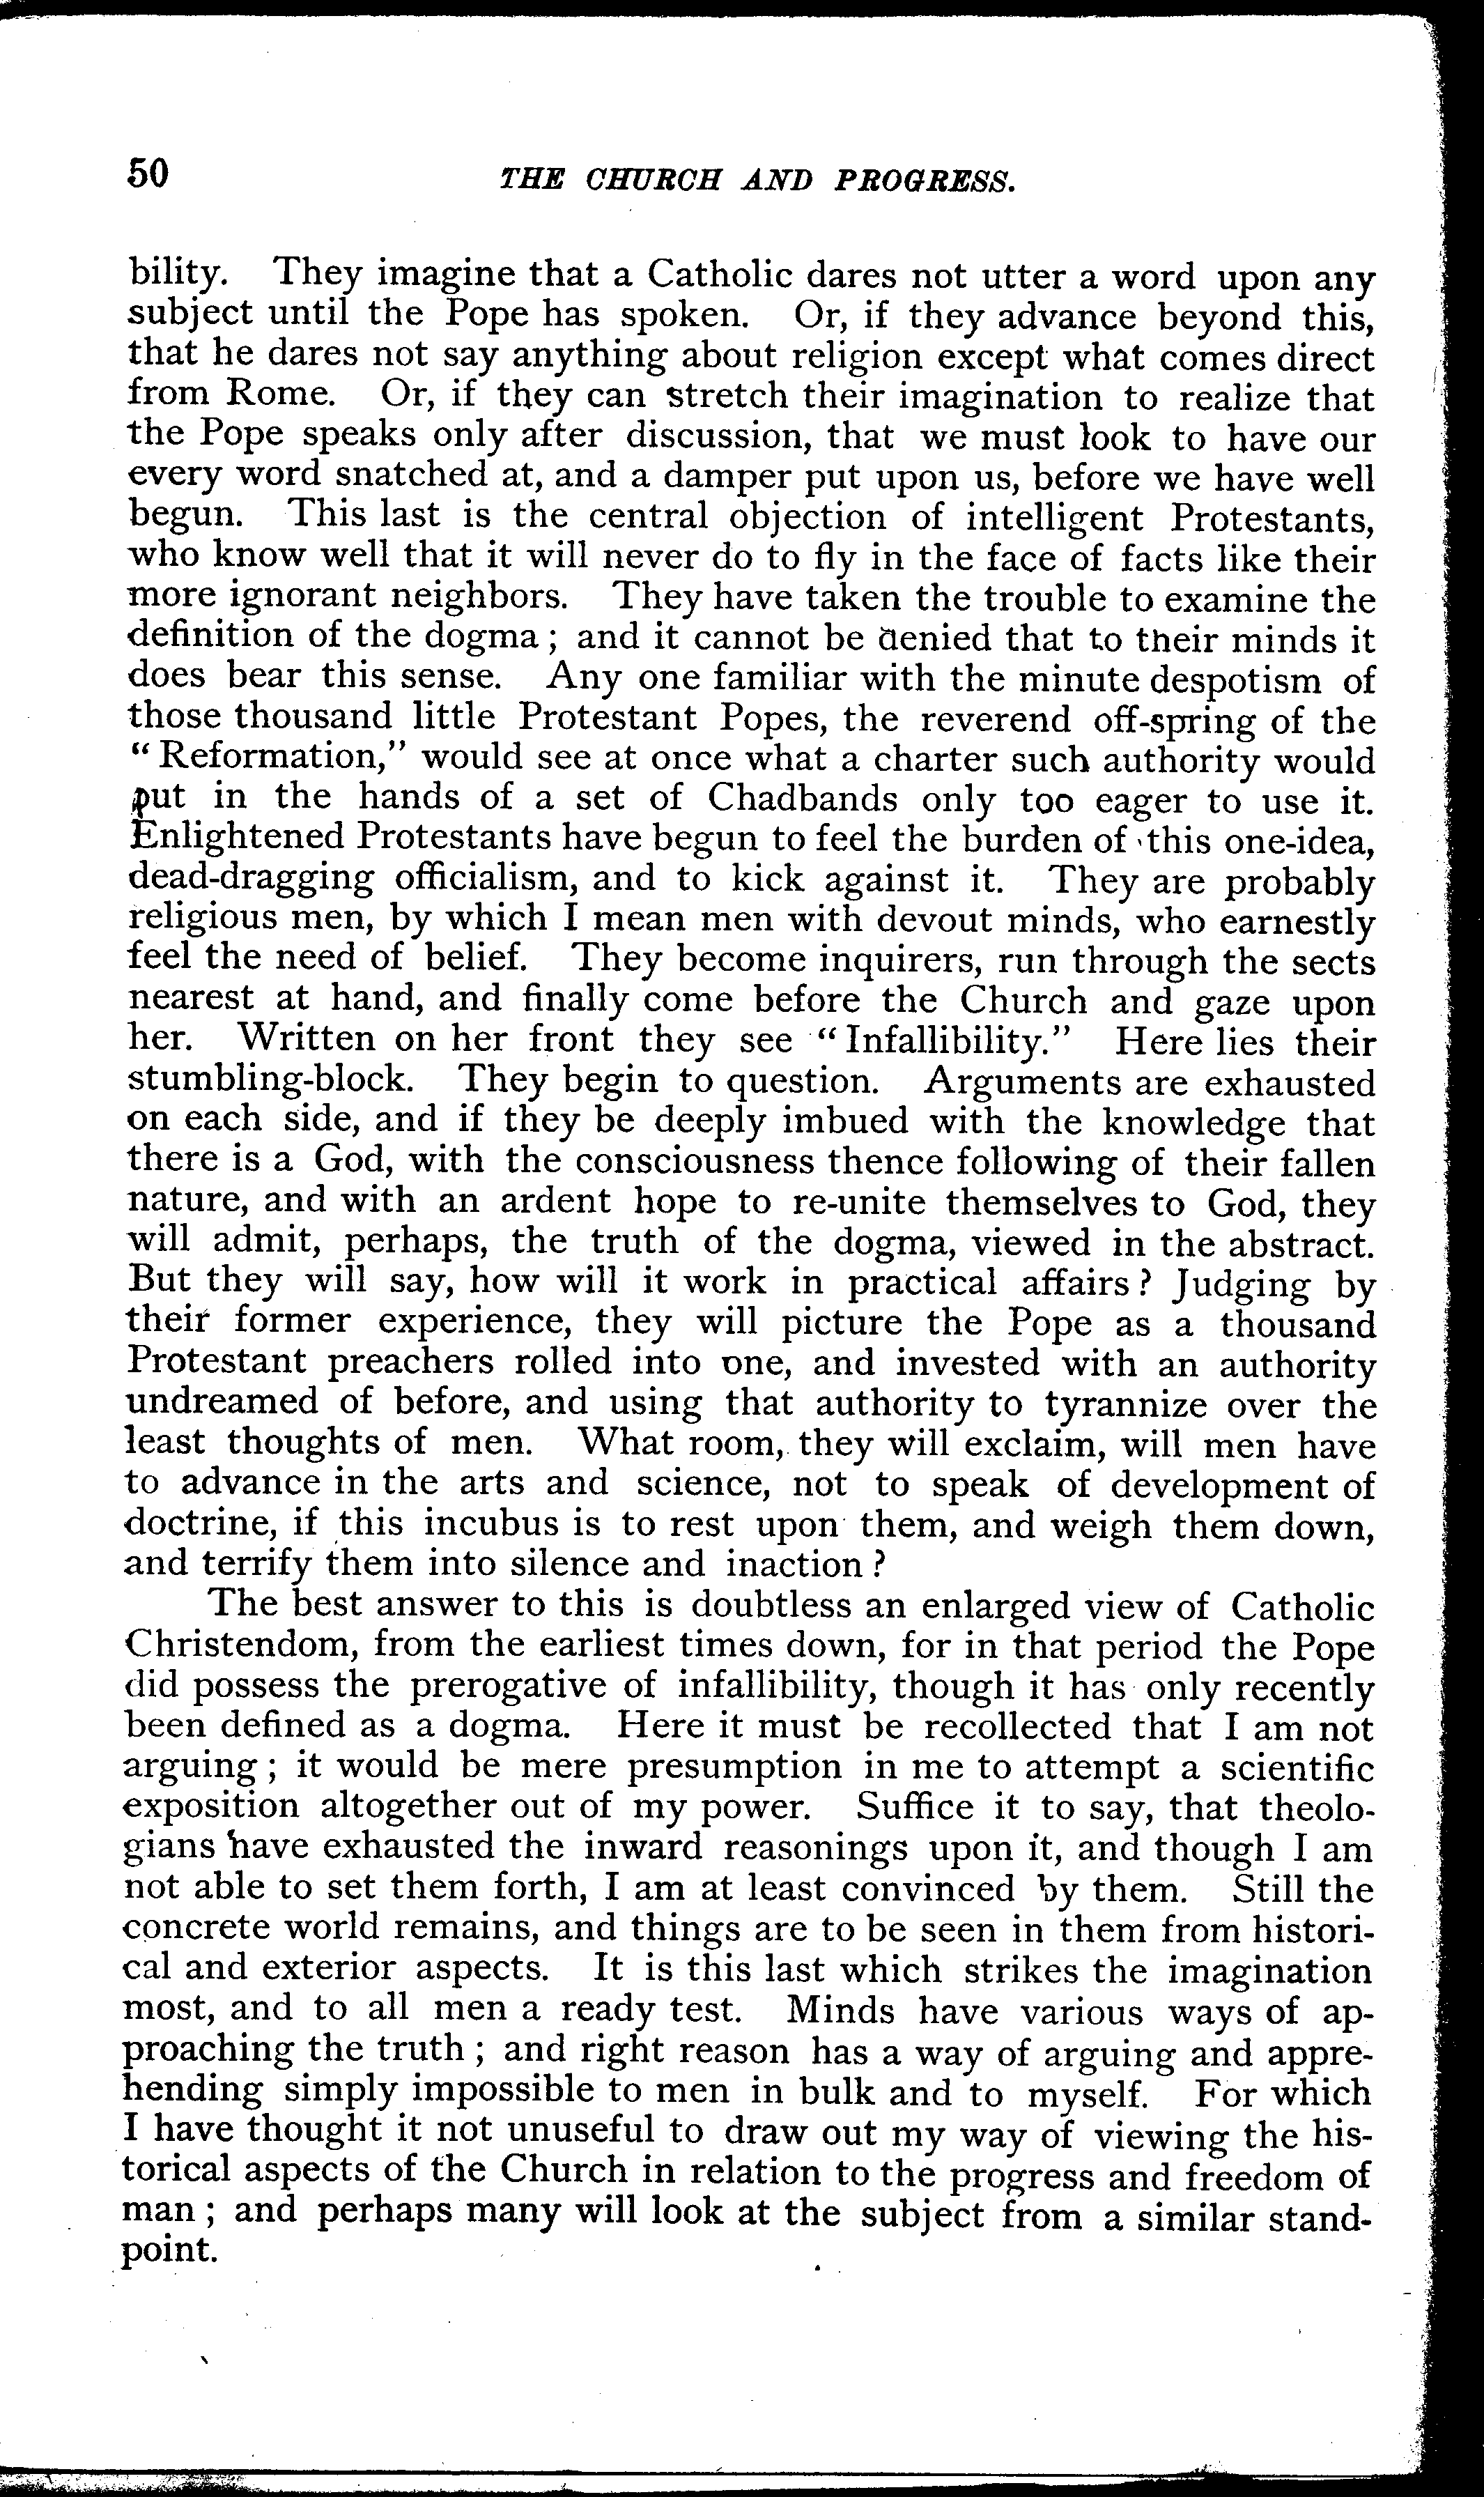 50 THE CHURCH AND PROGRESS.
bility. They imagine that a Catholic dares not utter a word upon any
subject until the Pope has spoken. Or, if they advance beyond this,
that he dares not say anything about religion except what comes direct
from Rome. Or, if they can stretch their imagination to realize that
the Pope speaks only after discussion, that we must look to have our
every word snatched at, and a damper put upon us, before we have well
begun. This last is the central objection of intelligent Protestants,
who know well that it will never do to fly in the face of facts like their
more ignorant neighbors. They have taken the trouble to examine the
definition of the dogma ; and it cannot be denied that to their minds it
does bear this sense. Any one familiar with the minute despotism of
those thousand little Protestant Popes, the reverend off-spring of the
“ Reformation,” would see at once what a charter such authority would
put in the hands of a set of Chadbands only too eager to use it.
Enlightened Protestants have begun to feel the burden of this one-idea,
dead-dragging officialism, and to kick against it. They are probably
religious men, by which I mean men with devout minds, who earnestly
feel the need of belief. They become inquirers, run through the sects
nearest at hand, and finally come before the Church and gaze upon
her. Written on her front they see “ Infallibility.” Here lies their
stumbling-block. They begin to question. Arguments are exhausted
on each side, and if they be deeply imbued with the knowledge that
there is a God, with the consciousness thence following of their fallen
nature, and with an ardent hope to re-unite themselves to God, they
will admit, perhaps, the truth of the dogma, viewed in the abstract.
But they will say, how will it work in practical affairs ? Judging by
their former experience, they will picture the Pope as a thousand
Protestant preachers rolled into one, and invested with an authority
undreamed of before, and using that authority to tyrannize over the
least thoughts of men. What room, they will exclaim, will men have
to advance in the arts and science, not to speak of development of
doctrine, if this incubus is to rest upon them, and weigh them down,
and terrify them into silence and inaction ?
The best answer to this is doubtless an enlarged view of Catholic
Christendom, from the earliest times down, for in that period the Pope
did possess the prerogative of infallibility, though it has only recently
been defined as a dogma. Here it must be recollected that I am not
arguing ; it would be mere presumption in me to attempt a scientific
exposition altogether out of my power. Suffice it to say, that theolo-
gians have exhausted the inward reasonings upon it, and though I am
not able to set them forth, I am at least convinced by them. Still the
concrete world remains, and things are to be seen in them from histori-
cal and exterior aspects. It is this last which strikes the imagination
most, and to all men a ready test. Minds have various ways of ap-
proaching the truth ; and right reason has a way of arguing and appre-
hending simply impossible to men in bulk and to myself. For which
I have thought it not unuseful to draw out my way of viewing the his-
torical aspects of the Church in relation to the progress and freedom of
man ; and perhaps many will look at the subject from a similar stand-
point.